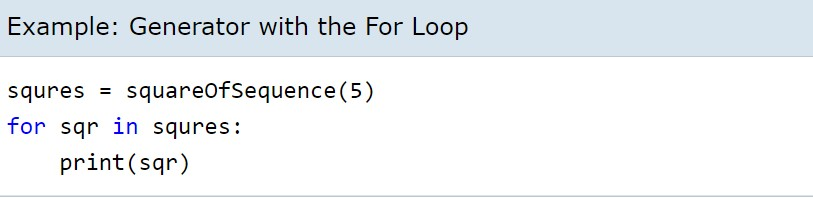 Example: Generator with the For Loop
squres = squareOfSequence(5)
for sqr in squres:
    print(sqr)